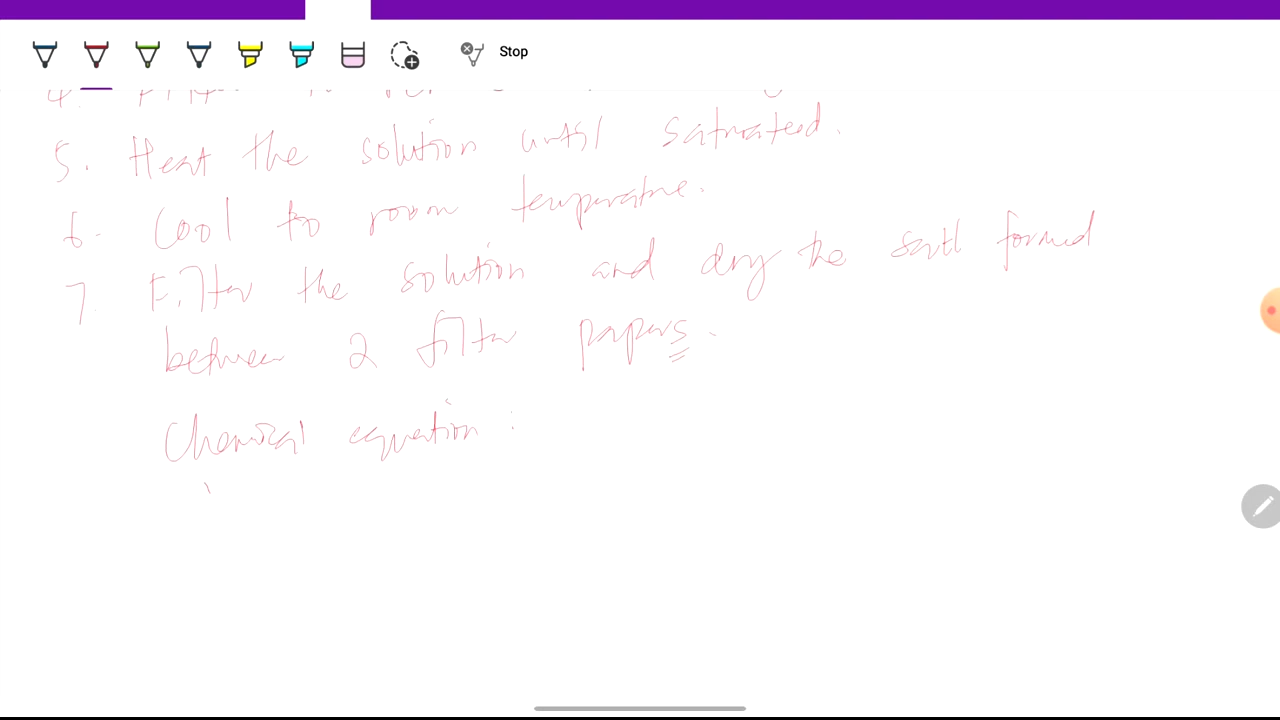 Stop
4.
5. Heat the solution until saturated.
6. Cool to room temperature.
7. Filter the solution and dry the salt formed
between 2 filter papers.
Chemical equation :